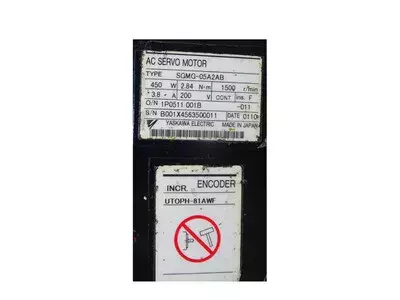 AC SERVO MOTOR
TYPE SGMG-05A2AB
450 W 2.84 N·m 1500 r/min
* 3.8 A 200 V CONT. INS. F
O/N 1P0511 001B -011
S/N B001X4563500011 DATE 0110
YASKAWA ELECTRIC MADE IN JAPAN
INCR. ENCODER
UTOPH-81AWF